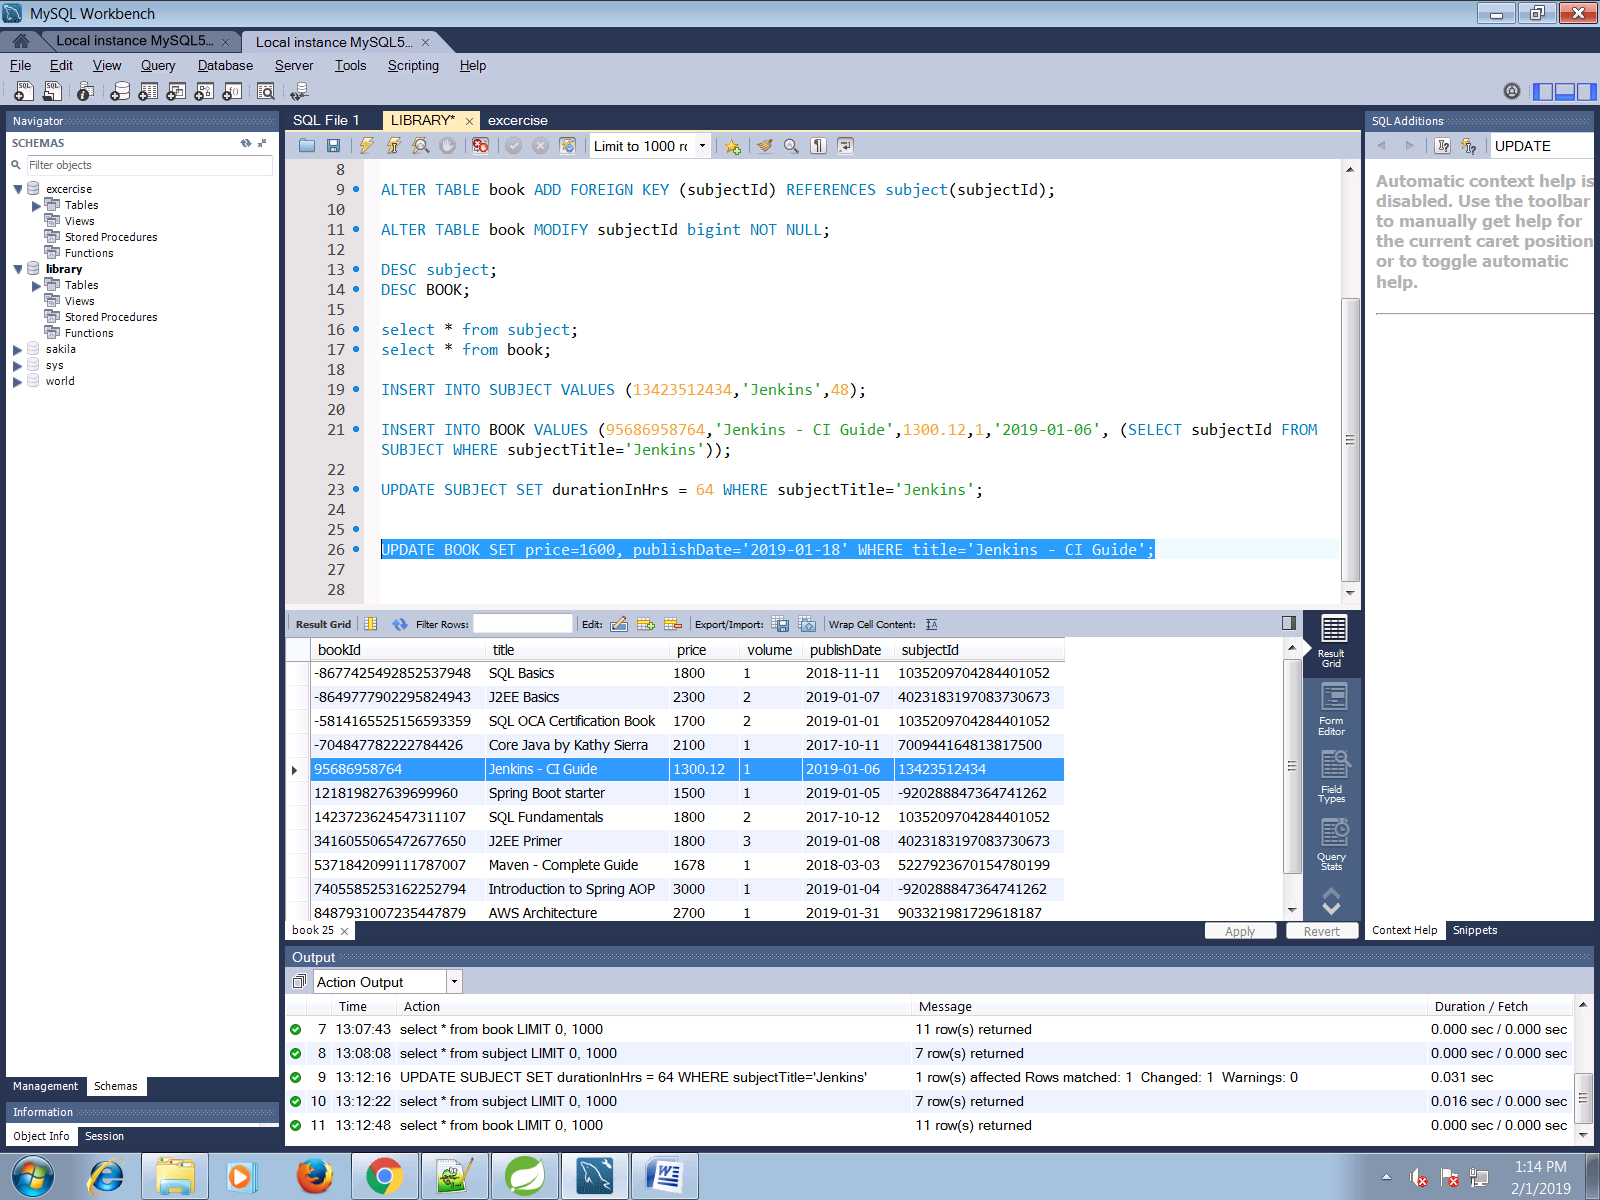 MySQL Workbench
Local instance MySQL5... ×
Local instance MySQL5... ×
File Edit View Query Database Server Tools Scripting Help
Navigator
SCHEMAS
Filter objects
excercise
Tables
Views
Stored Procedures
Functions
library
Tables
Views
Stored Procedures
Functions
sakila
sys
world
Management Schemas
Information
Object Info Session
SQL File 1 LIBRARY* × excercise
Limit to 1000 rc
8
9 ALTER TABLE book ADD FOREIGN KEY (subjectId) REFERENCES subject(subjectId);
10
11 ALTER TABLE book MODIFY subjectId bigint NOT NULL;
12
13 DESC subject;
14 DESC BOOK;
15
16 select * from subject;
17 select * from book;
18
19 INSERT INTO SUBJECT VALUES (13423512434,'Jenkins',48);
20
21 INSERT INTO BOOK VALUES (95686958764,'Jenkins - CI Guide',1300.12,1,'2019-01-06', (SELECT subjectId FROM
SUBJECT WHERE subjectTitle='Jenkins'));
22
23 UPDATE SUBJECT SET durationInHrs = 64 WHERE subjectTitle='Jenkins';
24
25
26 UPDATE BOOK SET price=1600, publishDate='2019-01-18' WHERE title='Jenkins - CI Guide';
27
28
Result Grid Filter Rows: Edit: Export/Import: Wrap Cell Content: IA
bookId title price volume publishDate subjectId
-8677425492852537948 SQL Basics 1800 1 2018-11-11 1035209704284401052
-8649777902295824943 J2EE Basics 2300 2 2019-01-07 4023183197083730673
-5814165525156593359 SQL OCA Certification Book 1700 2 2019-01-01 1035209704284401052
-704847782222784426 Core Java by Kathy Sierra 2100 1 2017-10-11 700944164813817500
95686958764 Jenkins - CI Guide 1300.12 1 2019-01-06 13423512434
121819827639699960 Spring Boot starter 1500 1 2019-01-05 -920288847364741262
1423723624547311107 SQL Fundamentals 1800 2 2017-10-12 1035209704284401052
3416055065472677650 J2EE Primer 1800 3 2019-01-08 4023183197083730673
5371842099111787007 Maven - Complete Guide 1678 1 2018-03-03 5227923670154780199
7405585253162252794 Introduction to Spring AOP 3000 1 2019-01-04 -920288847364741262
8487931007235447879 AWS Architecture 2700 1 2019-01-31 903321981729618187
Result
Grid
Form
Editor
Field
Types
Query
Stats
book 25 × Apply Revert
SQL Additions
UPDATE
Automatic context help is
disabled. Use the toolbar
to manually get help for
the current caret position
or to toggle automatic
help.
Context Help Snippets
Output
Action Output
Time Action Message Duration / Fetch
7 13:07:43 select * from book LIMIT 0, 1000 11 row(s) returned 0.000 sec / 0.000 sec
8 13:08:08 select * from subject LIMIT 0, 1000 7 row(s) returned 0.000 sec / 0.000 sec
9 13:12:16 UPDATE SUBJECT SET durationInHrs = 64 WHERE subjectTitle='Jenkins' 1 row(s) affected Rows matched: 1 Changed: 1 Warnings: 0 0.031 sec
10 13:12:22 select * from subject LIMIT 0, 1000 7 row(s) returned 0.016 sec / 0.000 sec
11 13:12:48 select * from book LIMIT 0, 1000 11 row(s) returned 0.000 sec / 0.000 sec
1:14 PM
2/1/2019